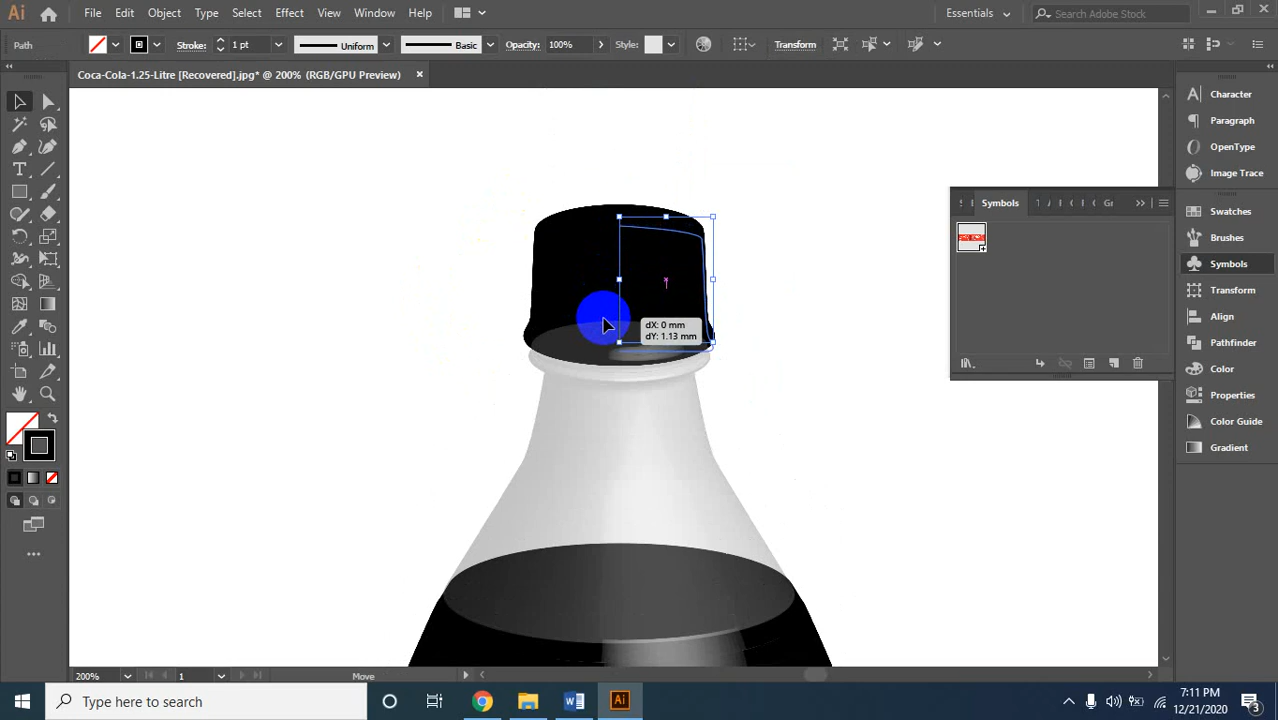 Ai File Edit Object Type Select Effect View Window Help Essentials Search Adobe Stock
Path Stroke: 1 pt Uniform Basic Opacity: 100% Style: Transform
Coca-Cola-1.25-Litre [Recovered].jpg* @ 200% (RGB/GPU Preview)
Character
Paragraph
OpenType
Image Trace
Symbols
Swatches
Brushes
Symbols
Transform
Align
Pathfinder
Color
Properties
Color Guide
Gradient
dX: 0 mm
dY: 1.13 mm
200% 1 Move
Type here to search
Ai
7:11 PM
12/21/2020
3